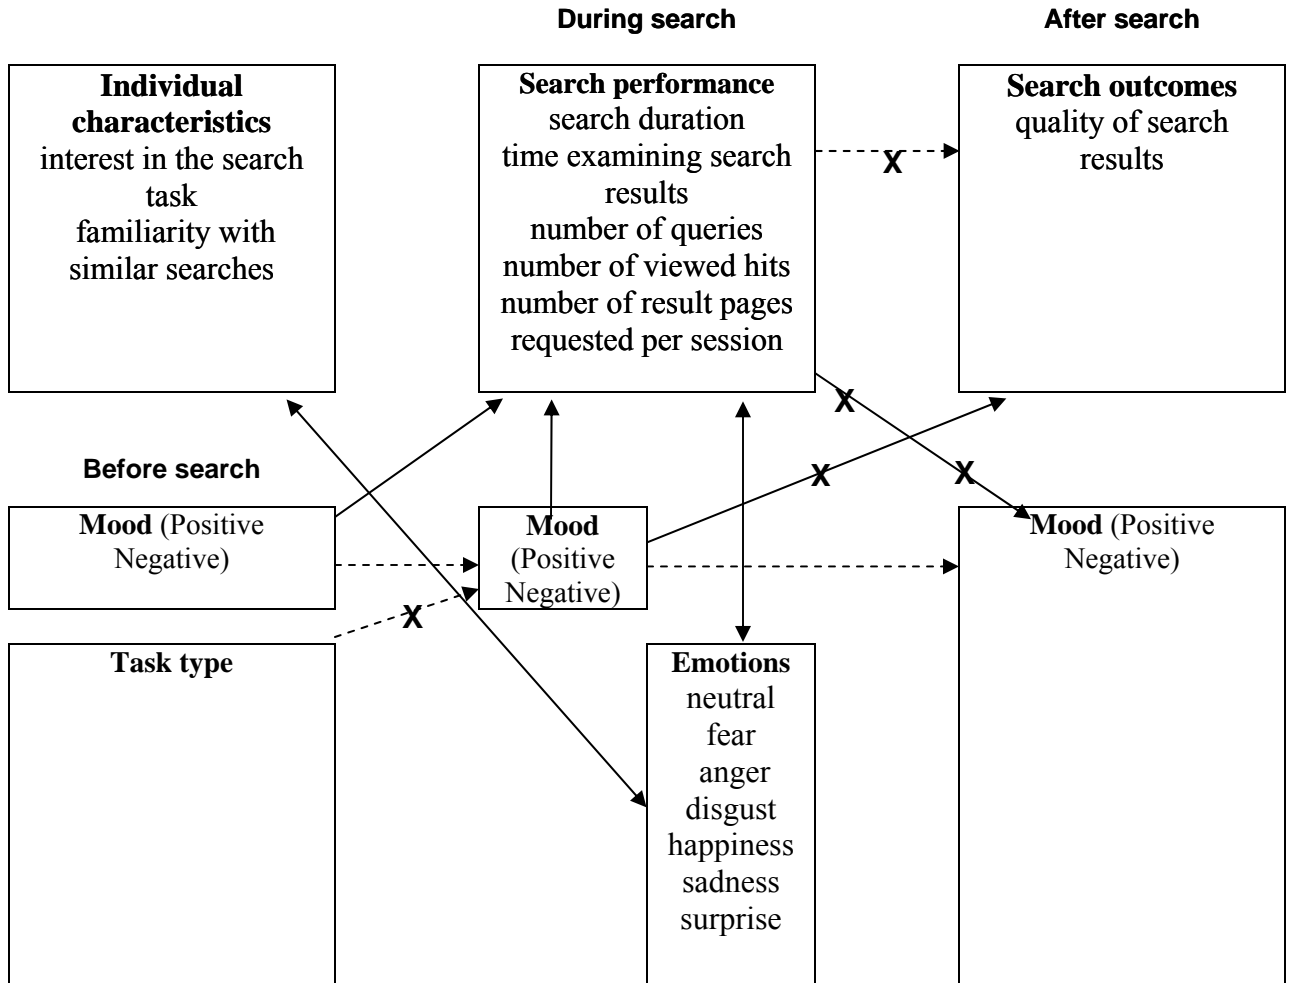 During search
After search
Individual
characteristics
interest in the search
task
familiarity with
similar searches
Search performance
search duration
time examining search
results
number of queries
number of viewed hits
number of result pages
requested per session
Search outcomes
quality of search
results
X
X
X
X
Before search
Mood (Positive
Negative)
Mood
(Positive
Negative)
Mood (Positive
Negative)
X
Task type
Emotions
neutral
fear
anger
disgust
happiness
sadness
surprise